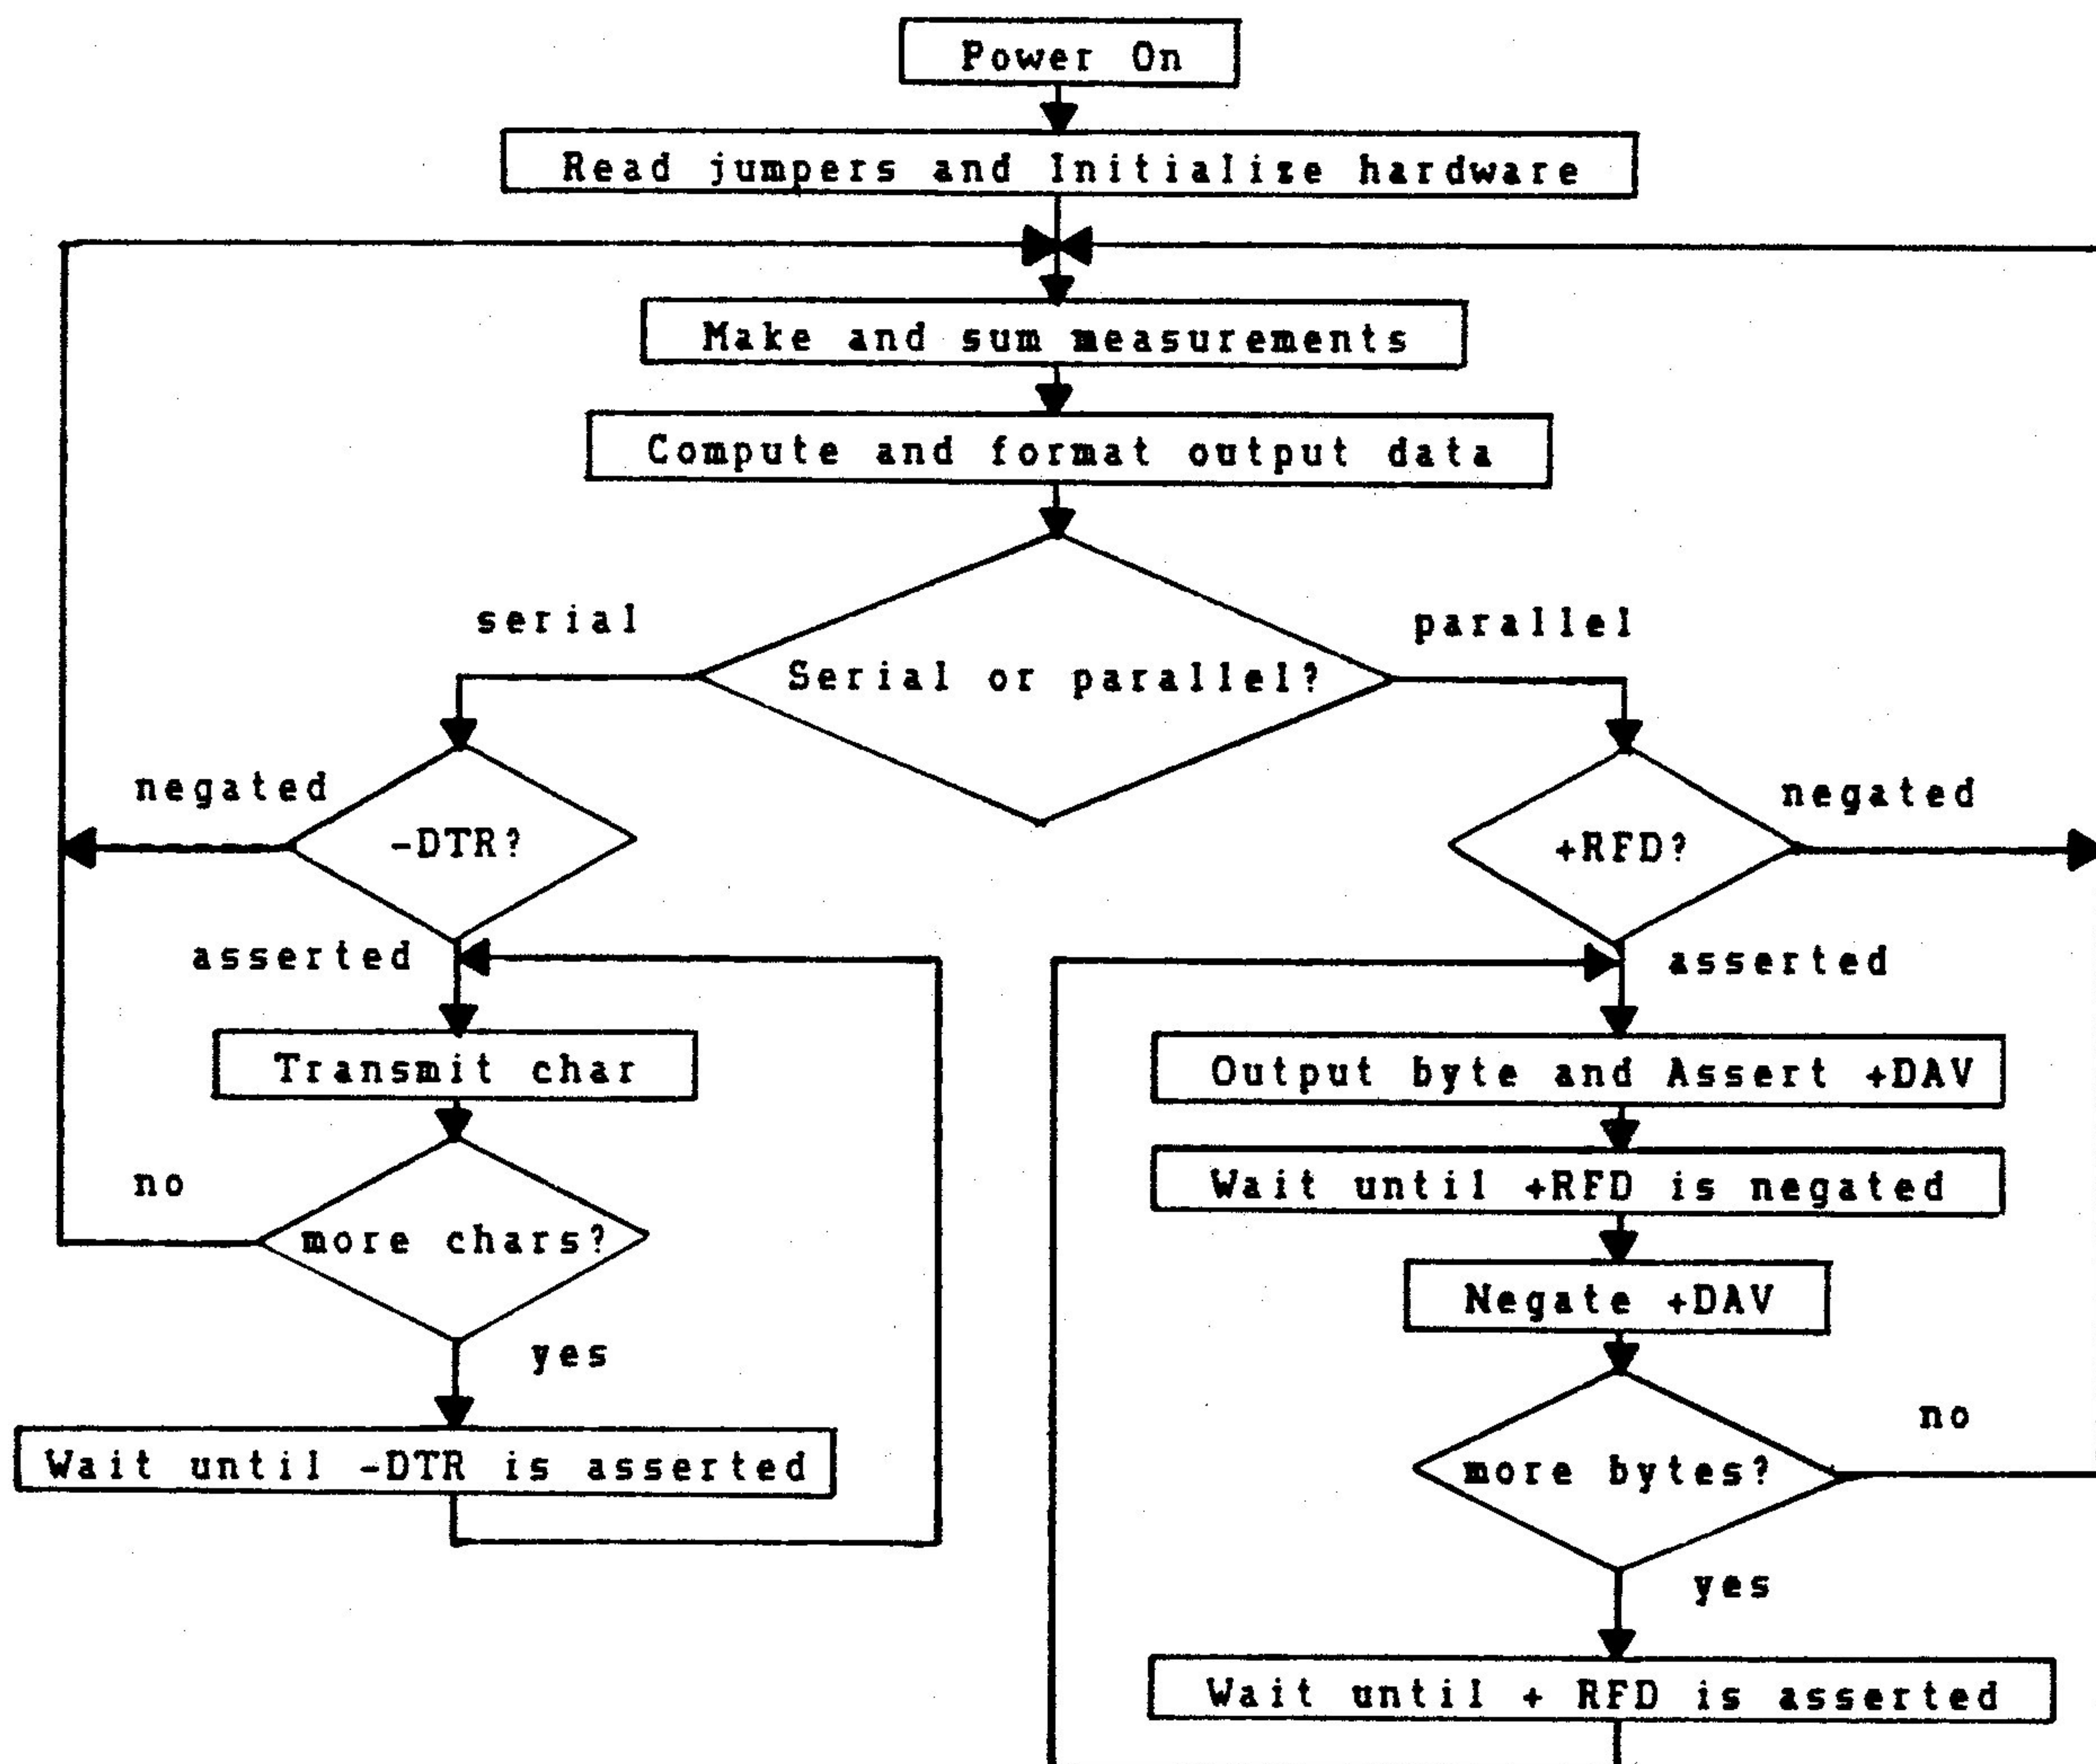 Power On
Read jumpers and Initialize hardware
Make and sum measurements
Compute and format output data
serial
parallel
Serial or parallel?
negated
-DTR?
asserted
Transmit char
no
more chars?
yes
Wait until -DTR is asserted
negated
+RFD?
asserted
Output byte and Assert +DAV
Wait until +RFD is negated
Negate +DAV
no
more bytes?
yes
Wait until + RFD is asserted